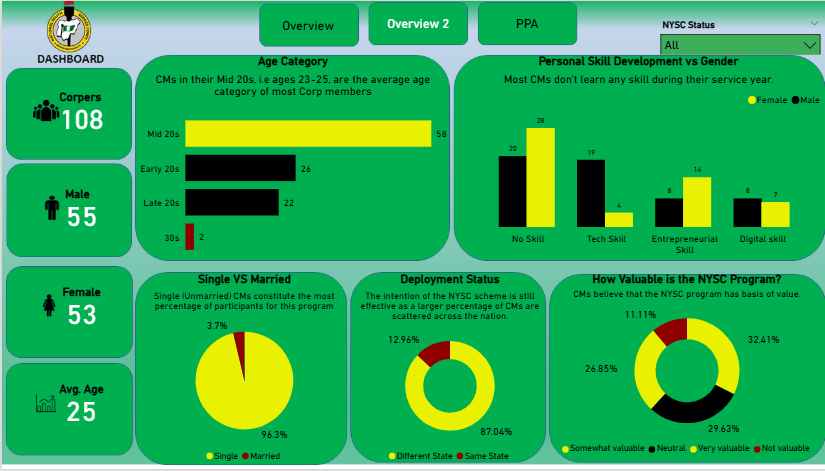 Overview
Overview 2
PPA
NYSC Status
All
DASHBOARD
Corpers
108
Male
55
Female
53
Avg. Age
25
Age Category
CMs in their Mid 20s, i.e ages 23-25, are the average age
category of most Corp members
Mid 20s
58
Early 20s
26
Late 20s
22
30s
2
Personal Skill Development vs Gender
Most CMs don't learn any skill during their service year.
Female
Male
20
28
19
4
8
14
8
7
No Skill
Tech Skill
Entrepreneurial
Skill
Digital skill
Single VS Married
Single (Unmarried) CMs constitute the most
percentage of participants for this program
3.7%
96.3%
Single
Married
Deployment Status
The intention of the NYSC scheme is still
effective as a larger percentage of CMs are
scattered across the nation.
12.96%
87.04%
Different State
Same State
How Valuable is the NYSC Program?
CMs believe that the NYSC program has basis of value.
11.11%
32.41%
26.85%
29.63%
Somewhat valuable
Neutral
Very valuable
Not valuable